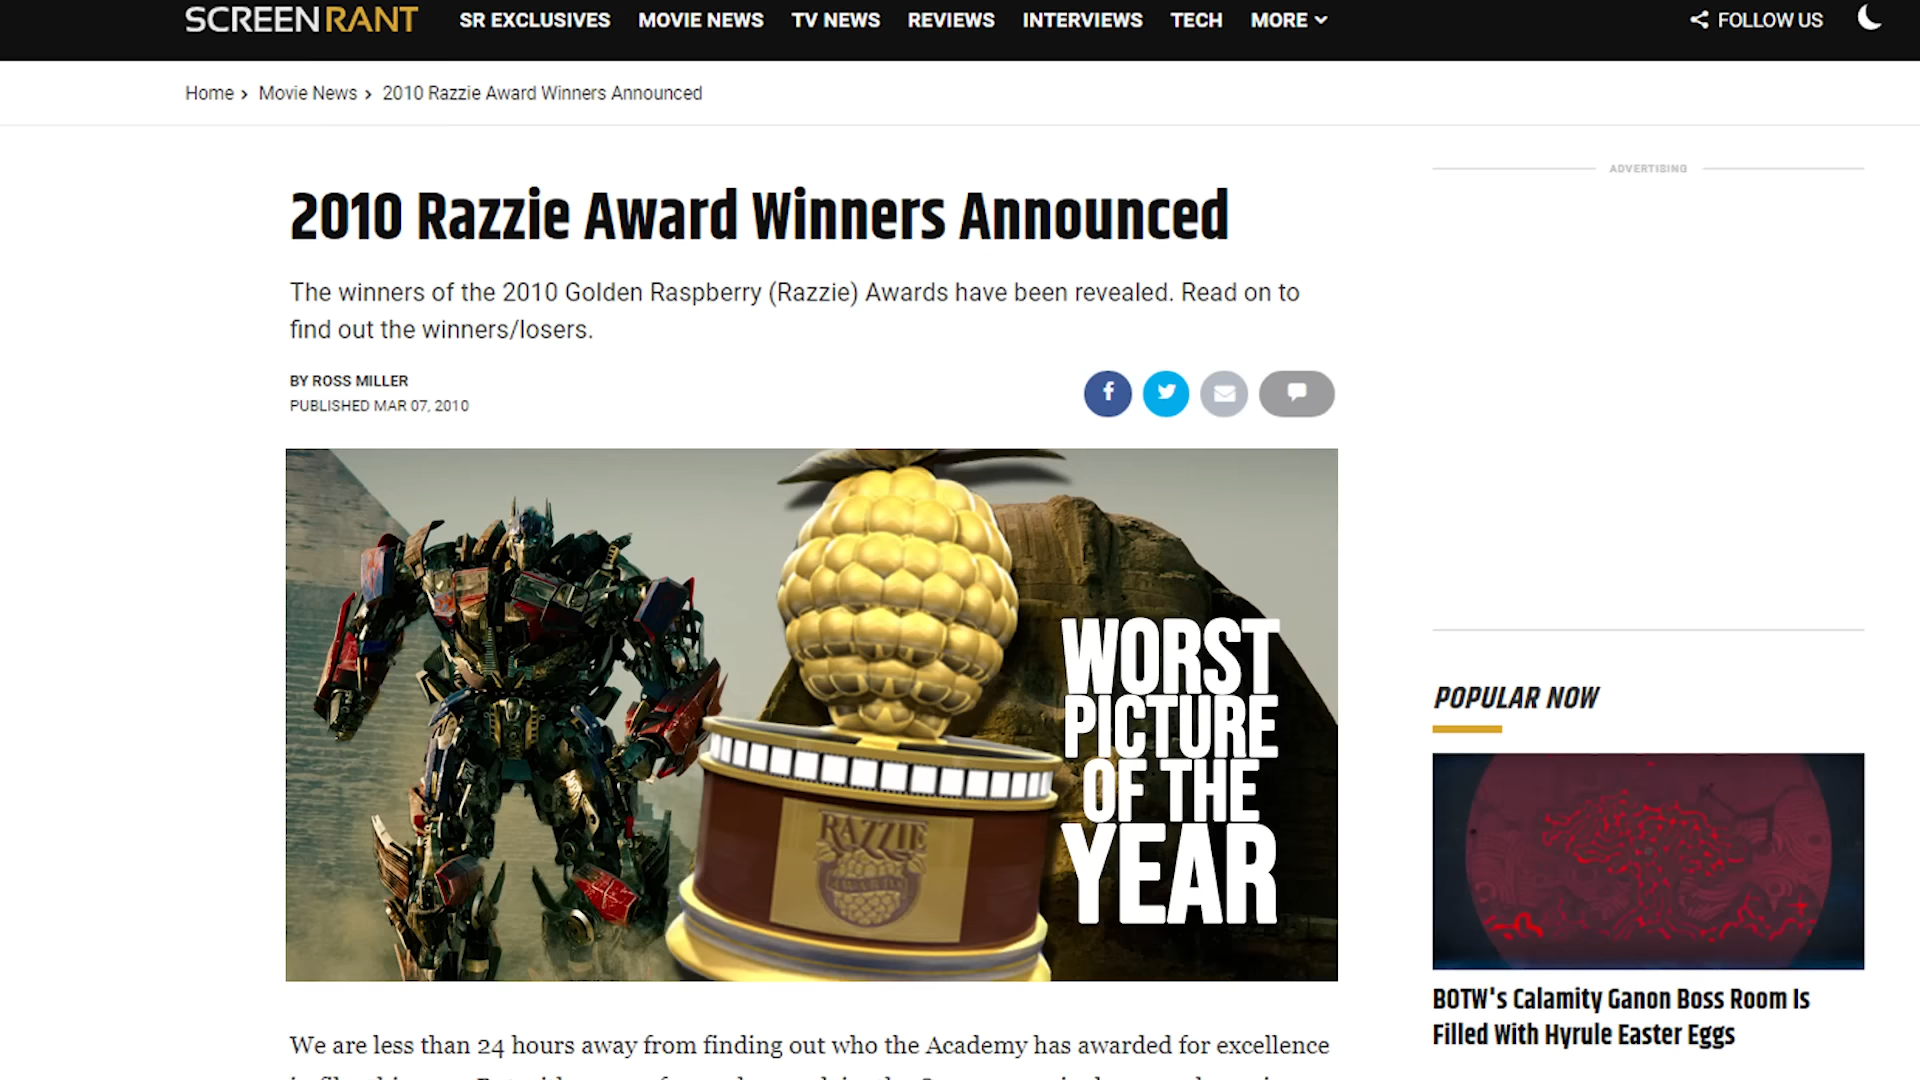 SCREENRANT SR EXCLUSIVES MOVIE NEWS TV NEWS REVIEWS INTERVIEWS TECH MORE FOLLOW US
Home › Movie News › 2010 Razzie Award Winners Announced
ADVERTISING
2010 Razzie Award Winners Announced
The winners of the 2010 Golden Raspberry (Razzie) Awards have been revealed. Read on to
find out the winners/losers.
BY ROSS MILLER
PUBLISHED MAR 07, 2010
WORST
PICTURE
OF THE
YEAR
RAZZIE
AWARDS
POPULAR NOW
BOTW's Calamity Ganon Boss Room Is
Filled With Hyrule Easter Eggs
We are less than 24 hours away from finding out who the Academy has awarded for excellence